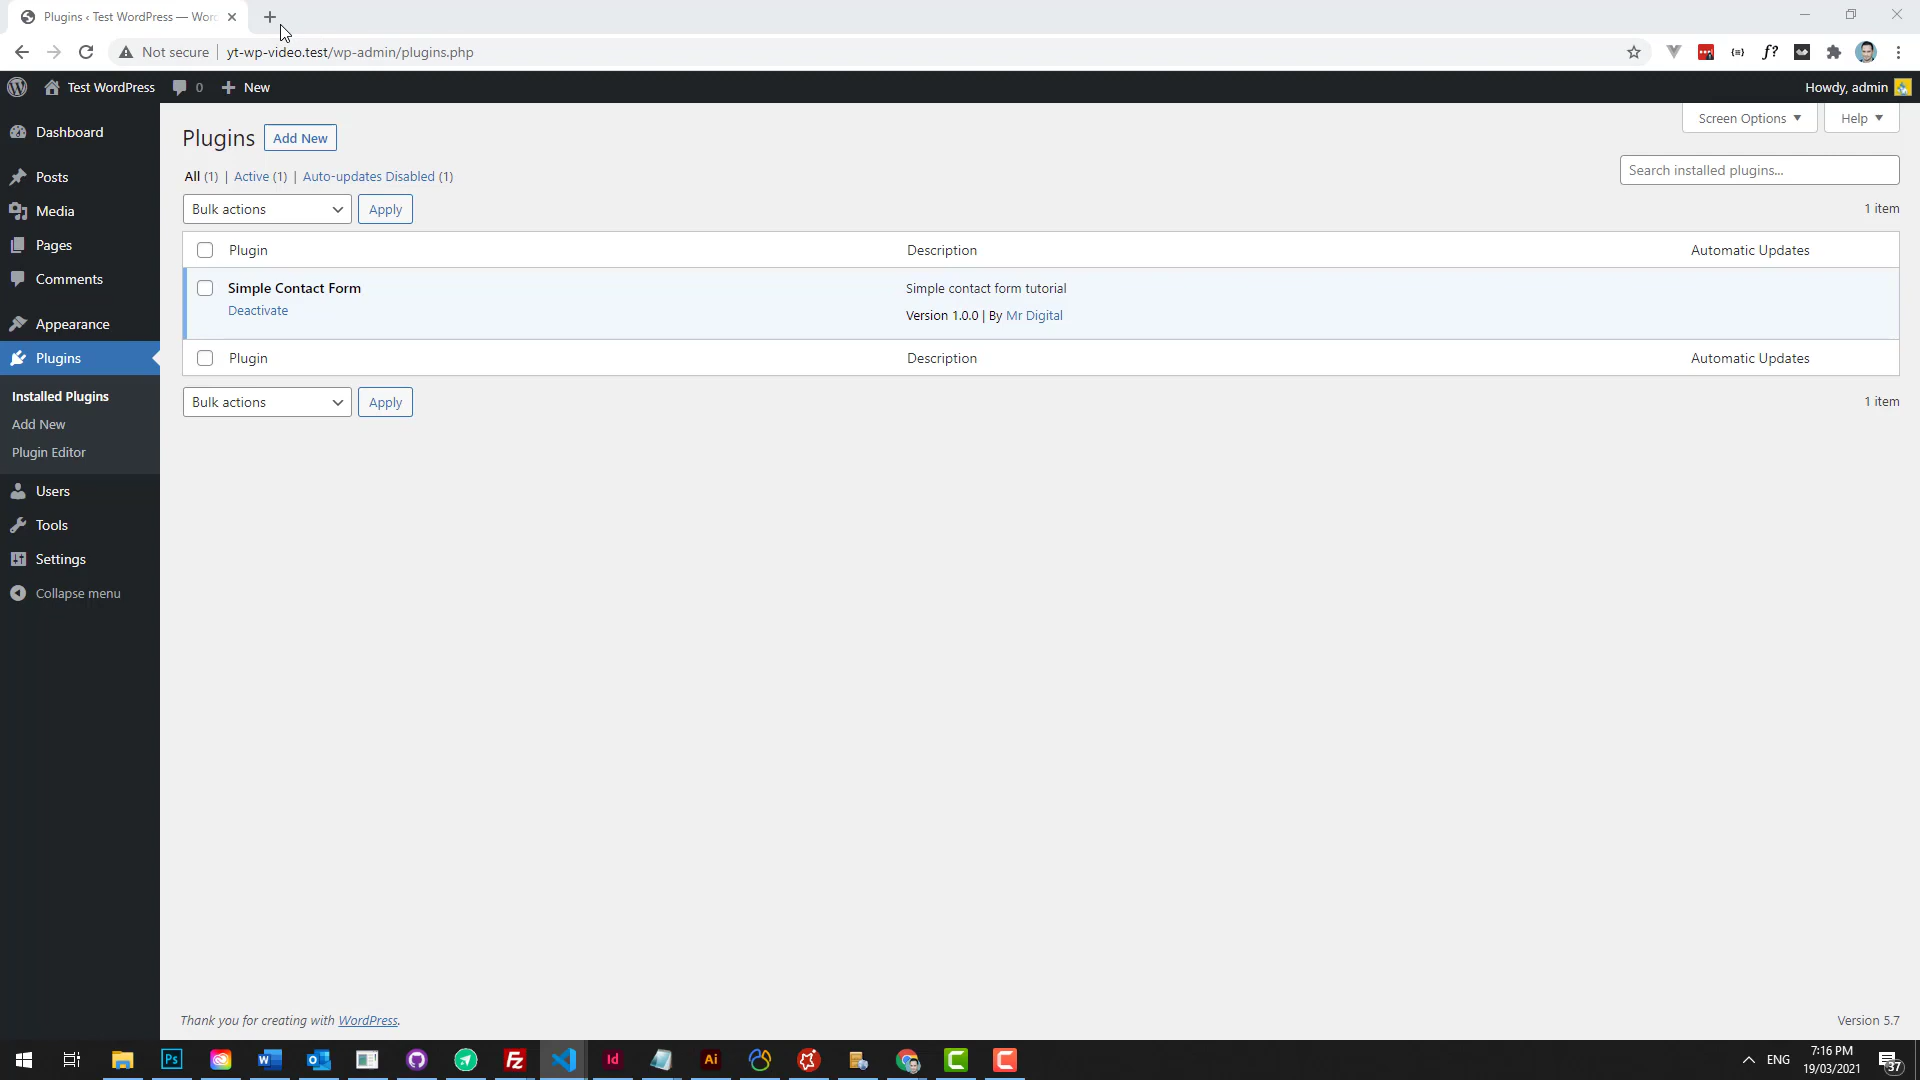 Plugins ‹ Test WordPress — Wor
Not secure | yt-wp-video.test/wp-admin/plugins.php
f?
Test WordPress 0 New
Howdy, admin
Dashboard
Posts
Media
Pages
Comments
Appearance
Plugins
Installed Plugins
Add New
Plugin Editor
Users
Tools
Settings
Collapse menu
Screen Options
Help
Plugins Add New
All (1) | Active (1) | Auto-updates Disabled (1)
Search installed plugins...
Bulk actions Apply
1 item
Plugin Description Automatic Updates
Simple Contact Form Simple contact form tutorial
Deactivate Version 1.0.0 | By Mr Digital
Plugin Description Automatic Updates
Bulk actions Apply
1 item
Thank you for creating with WordPress.
Version 5.7
Ps
W
Fz
Id
Ai
C
C
ENG
7:16 PM
19/03/2021
37